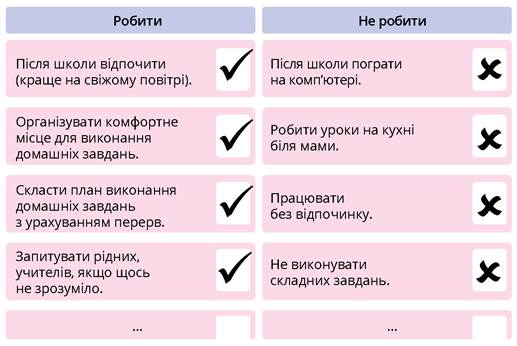 Робити
Не робити
Після школи відпочити
(краще на свіжому повітрі).
Після школи пограти
на комп’ютері.
Організувати комфортне
місце для виконання
домашніх завдань.
Робити уроки на кухні
біля мами.
Скласти план виконання
домашніх завдань
з урахуванням перерв.
Працювати
без відпочинку.
Запитувати рідних,
учителів, якщо щось
не зрозуміло.
Не виконувати
складних завдань.
...
...